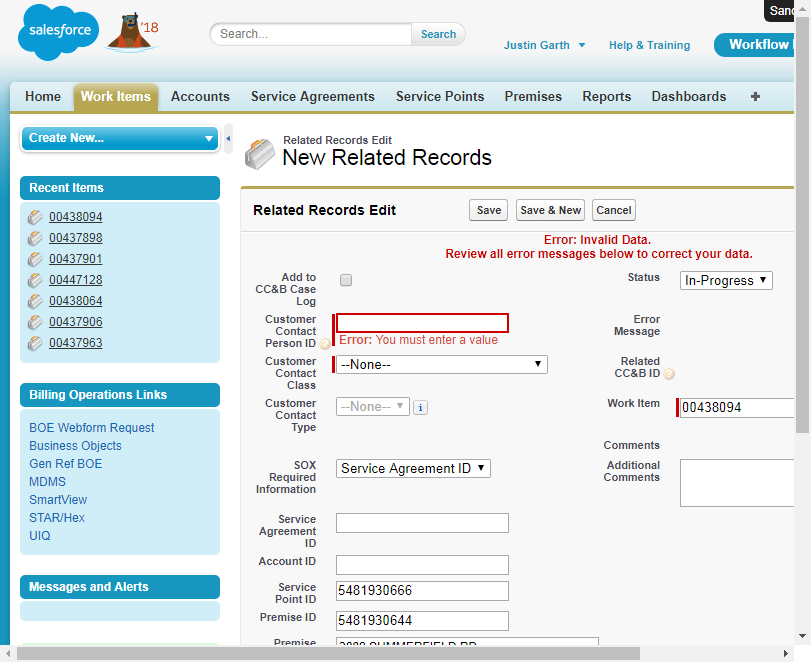 salesforce
'18
Search...
Search
Justin Garth
Help & Training
Workflow
Home
Work Items
Accounts
Service Agreements
Service Points
Premises
Reports
Dashboards
+
Create New...
Related Records Edit
New Related Records
Recent Items
00438094
00437898
00437901
00447128
00438064
00437906
00437963
Billing Operations Links
BOE Webform Request
Business Objects
Gen Ref BOE
MDMS
SmartView
STAR/Hex
UIQ
Messages and Alerts
Related Records Edit
Save
Save & New
Cancel
Error: Invalid Data.
Review all error messages below to correct your data.
Add to
CC&B Case
Log
Status
In-Progress
Customer
Contact
Person ID
Error: You must enter a value
Error
Message
Customer
Contact
Class
--None--
Related
CC&B ID
Customer
Contact
Type
--None--
Work Item
00438094
Comments
SOX
Required
Information
Service Agreement ID
Additional
Comments
Service
Agreement
ID
Account ID
Service
Point ID
5481930666
Premise ID
5481930644
Premise